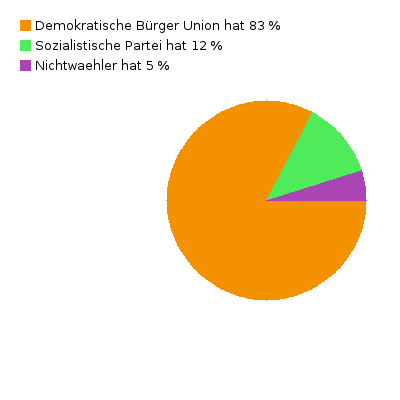 Demokratische Bürger Union hat 83 %
Sozialistische Partei hat 12 %
Nichtwaehler hat 5 %